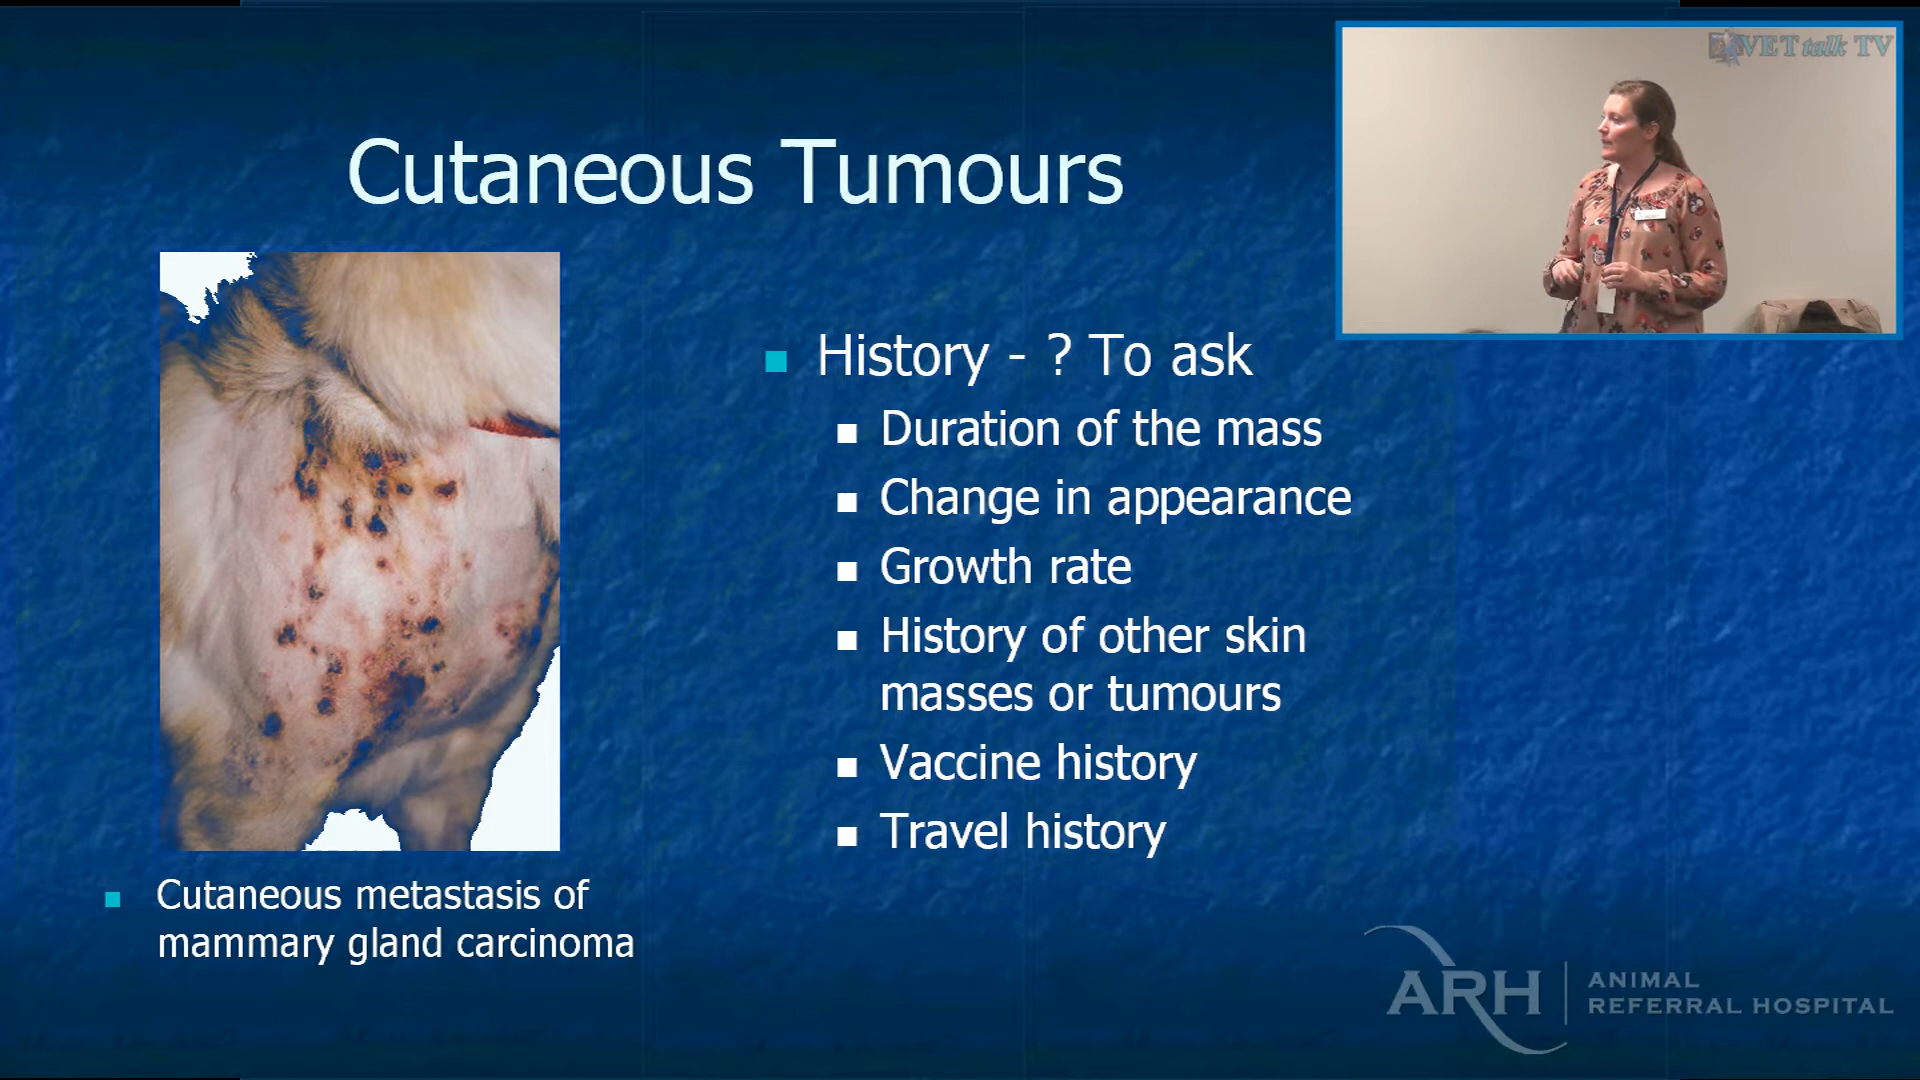 VET talk TV
Cutaneous Tumours
History - ? To ask
Duration of the mass
Change in appearance
Growth rate
History of other skin
masses or tumours
Vaccine history
Travel history
Cutaneous metastasis of
mammary gland carcinoma
ARH
ANIMAL
REFERRAL HOSPITAL